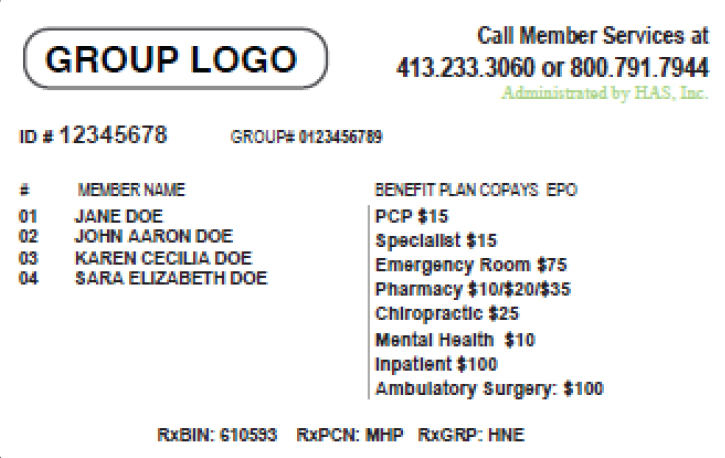 GROUP LOGO
Call Member Services at
413.233.3060 or 800.791.7944
Administrated by HAS, Inc.
ID # 12345678 GROUP# 0123456789
# MEMBER NAME
01 JANE DOE
02 JOHN AARON DOE
03 KAREN CECILIA DOE
04 SARA ELIZABETH DOE
BENEFIT PLAN COPAYS EPO
PCP $15
Specialist $15
Emergency Room $75
Pharmacy $10/$20/$35
Chiropractic $25
Mental Health $10
Inpatient $100
Ambulatory Surgery: $100
RxBIN: 610593 RxPCN: MHP RxGRP: HNE